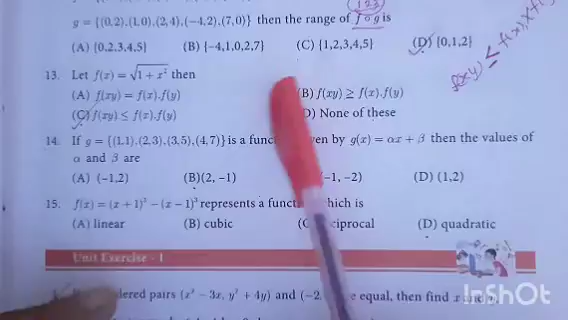 g = {(0,2),(1,0),(2,4),(-4,2),(7,0)} then the range of f o g is
{1,2,3}
(A) {0,2,3,4,5} (B) {-4,1,0,2,7} (C) {1,2,3,4,5} (D) {0,1,2}
f(xy) ≤ f(x).f(y)
13. Let f(x) = √1 + x² then
(A) f(xy) = f(x).f(y) (B) f(xy) ≥ f(x).f(y)
(C) f(xy) ≤ f(x).f(y) D) None of these
14. If g = {(1,1),(2,3),(3,5),(4,7)} is a func ven by g(x) = αx + β then the values of
α and β are
(A) (-1,2) (B)(2, -1) -1, -2) (D) (1,2)
15. f(x) = (x + 1)³ - (x - 1)³ represents a funct hich is
(A) linear (B) cubic (C ciprocal (D) quadratic
Unit Exercise - 1
dered pairs (x² - 3x, y² + 4y) and (-2, e equal, then find
InShOt